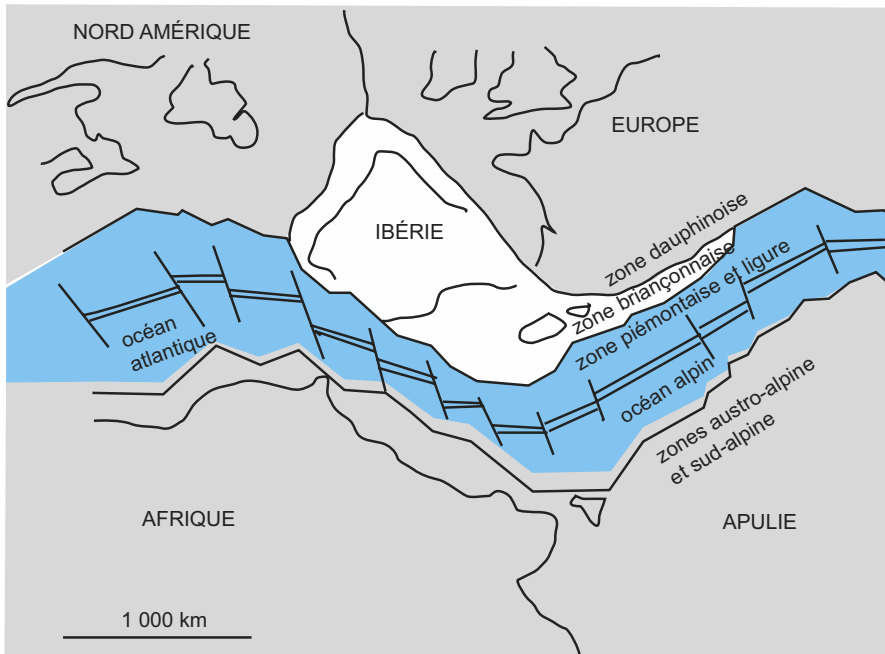 NORD AMÉRIQUE
EUROPE
IBÉRIE
zone dauphinoise
zone briançonnaise
zone piémontaise et ligure
océan
atlantique
océan alpin
zones austro-alpine
et sud-alpine
AFRIQUE
APULIE
1 000 km